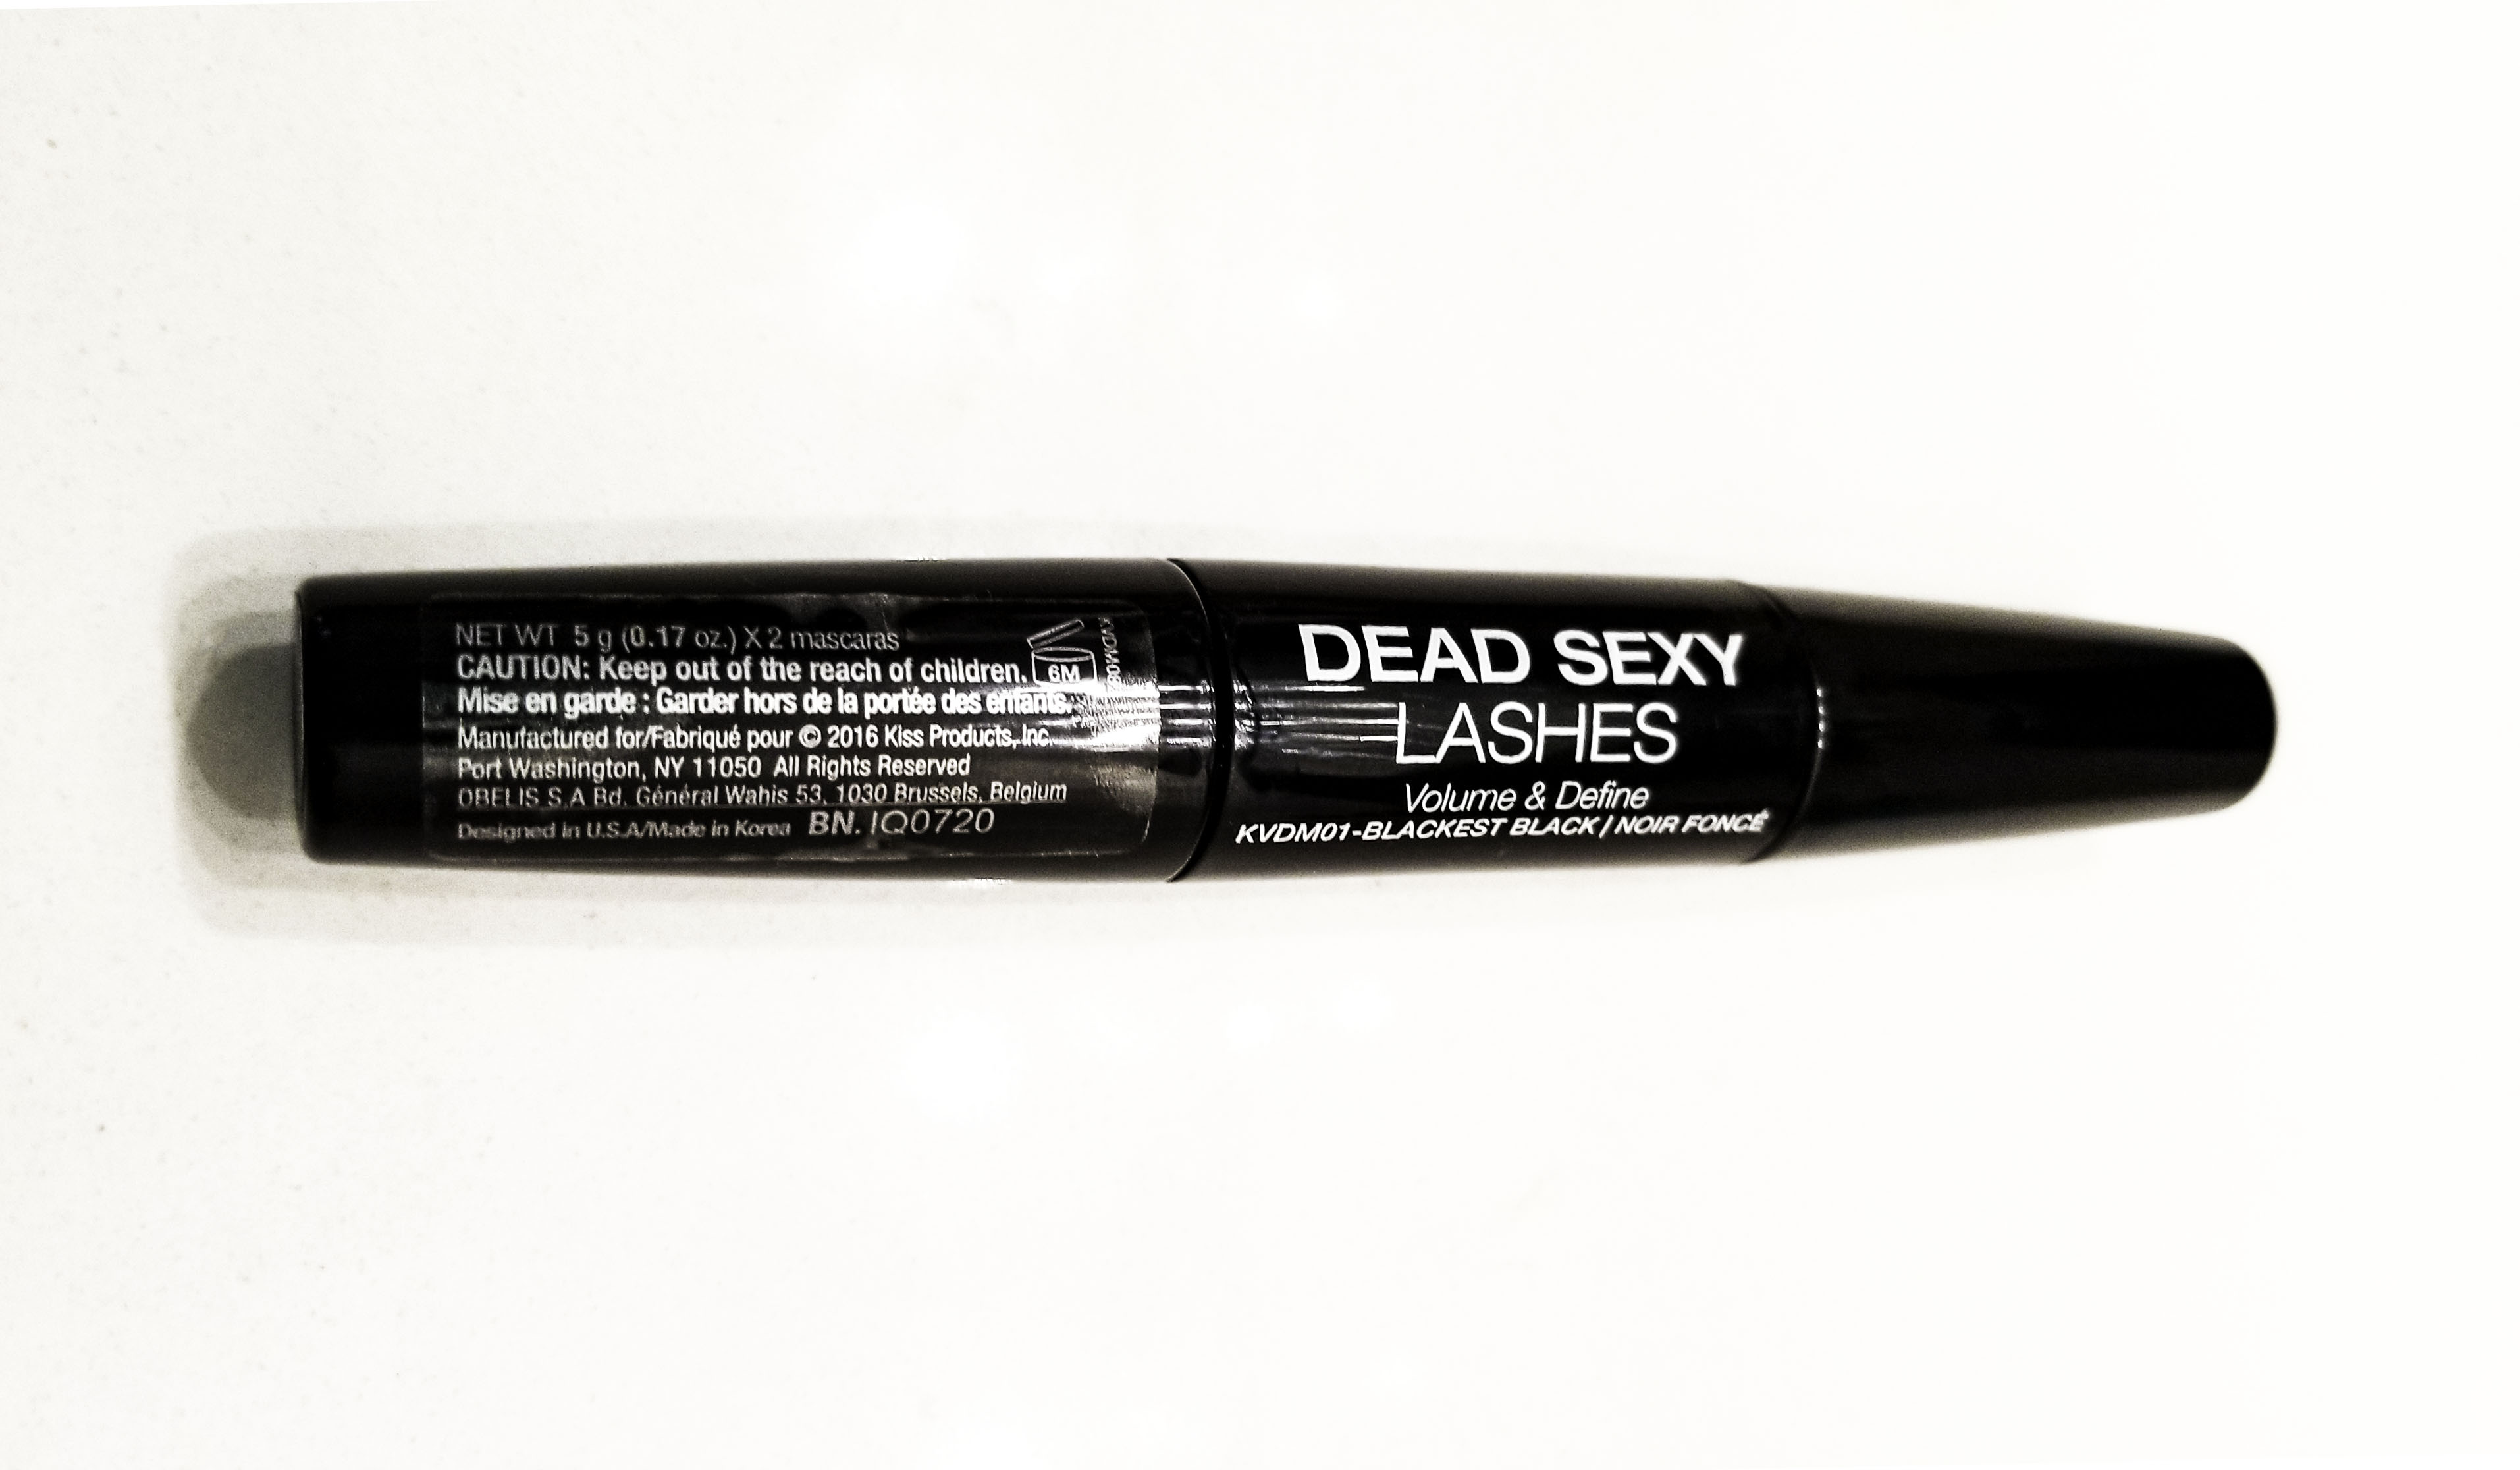 NET WT 5 g (0.17 oz.) X 2 mascaras
CAUTION: Keep out of the reach of children.
6M
Mise en garde : Garder hors de la portée des enfants.
Manufactured for/Fabriqué pour © 2016 Kiss Products, Inc.
Port Washington, NY 11050 All Rights Reserved
OBELIS S.A Bd. Général Wahis 53, 1030 Brussels, Belgium
Designed in U.S.A/Made in Korea BN. IQ0720
DEAD SEXY
LASHES
Volume & Define
KVDM01-BLACKEST BLACK | NOIR FONCÉ